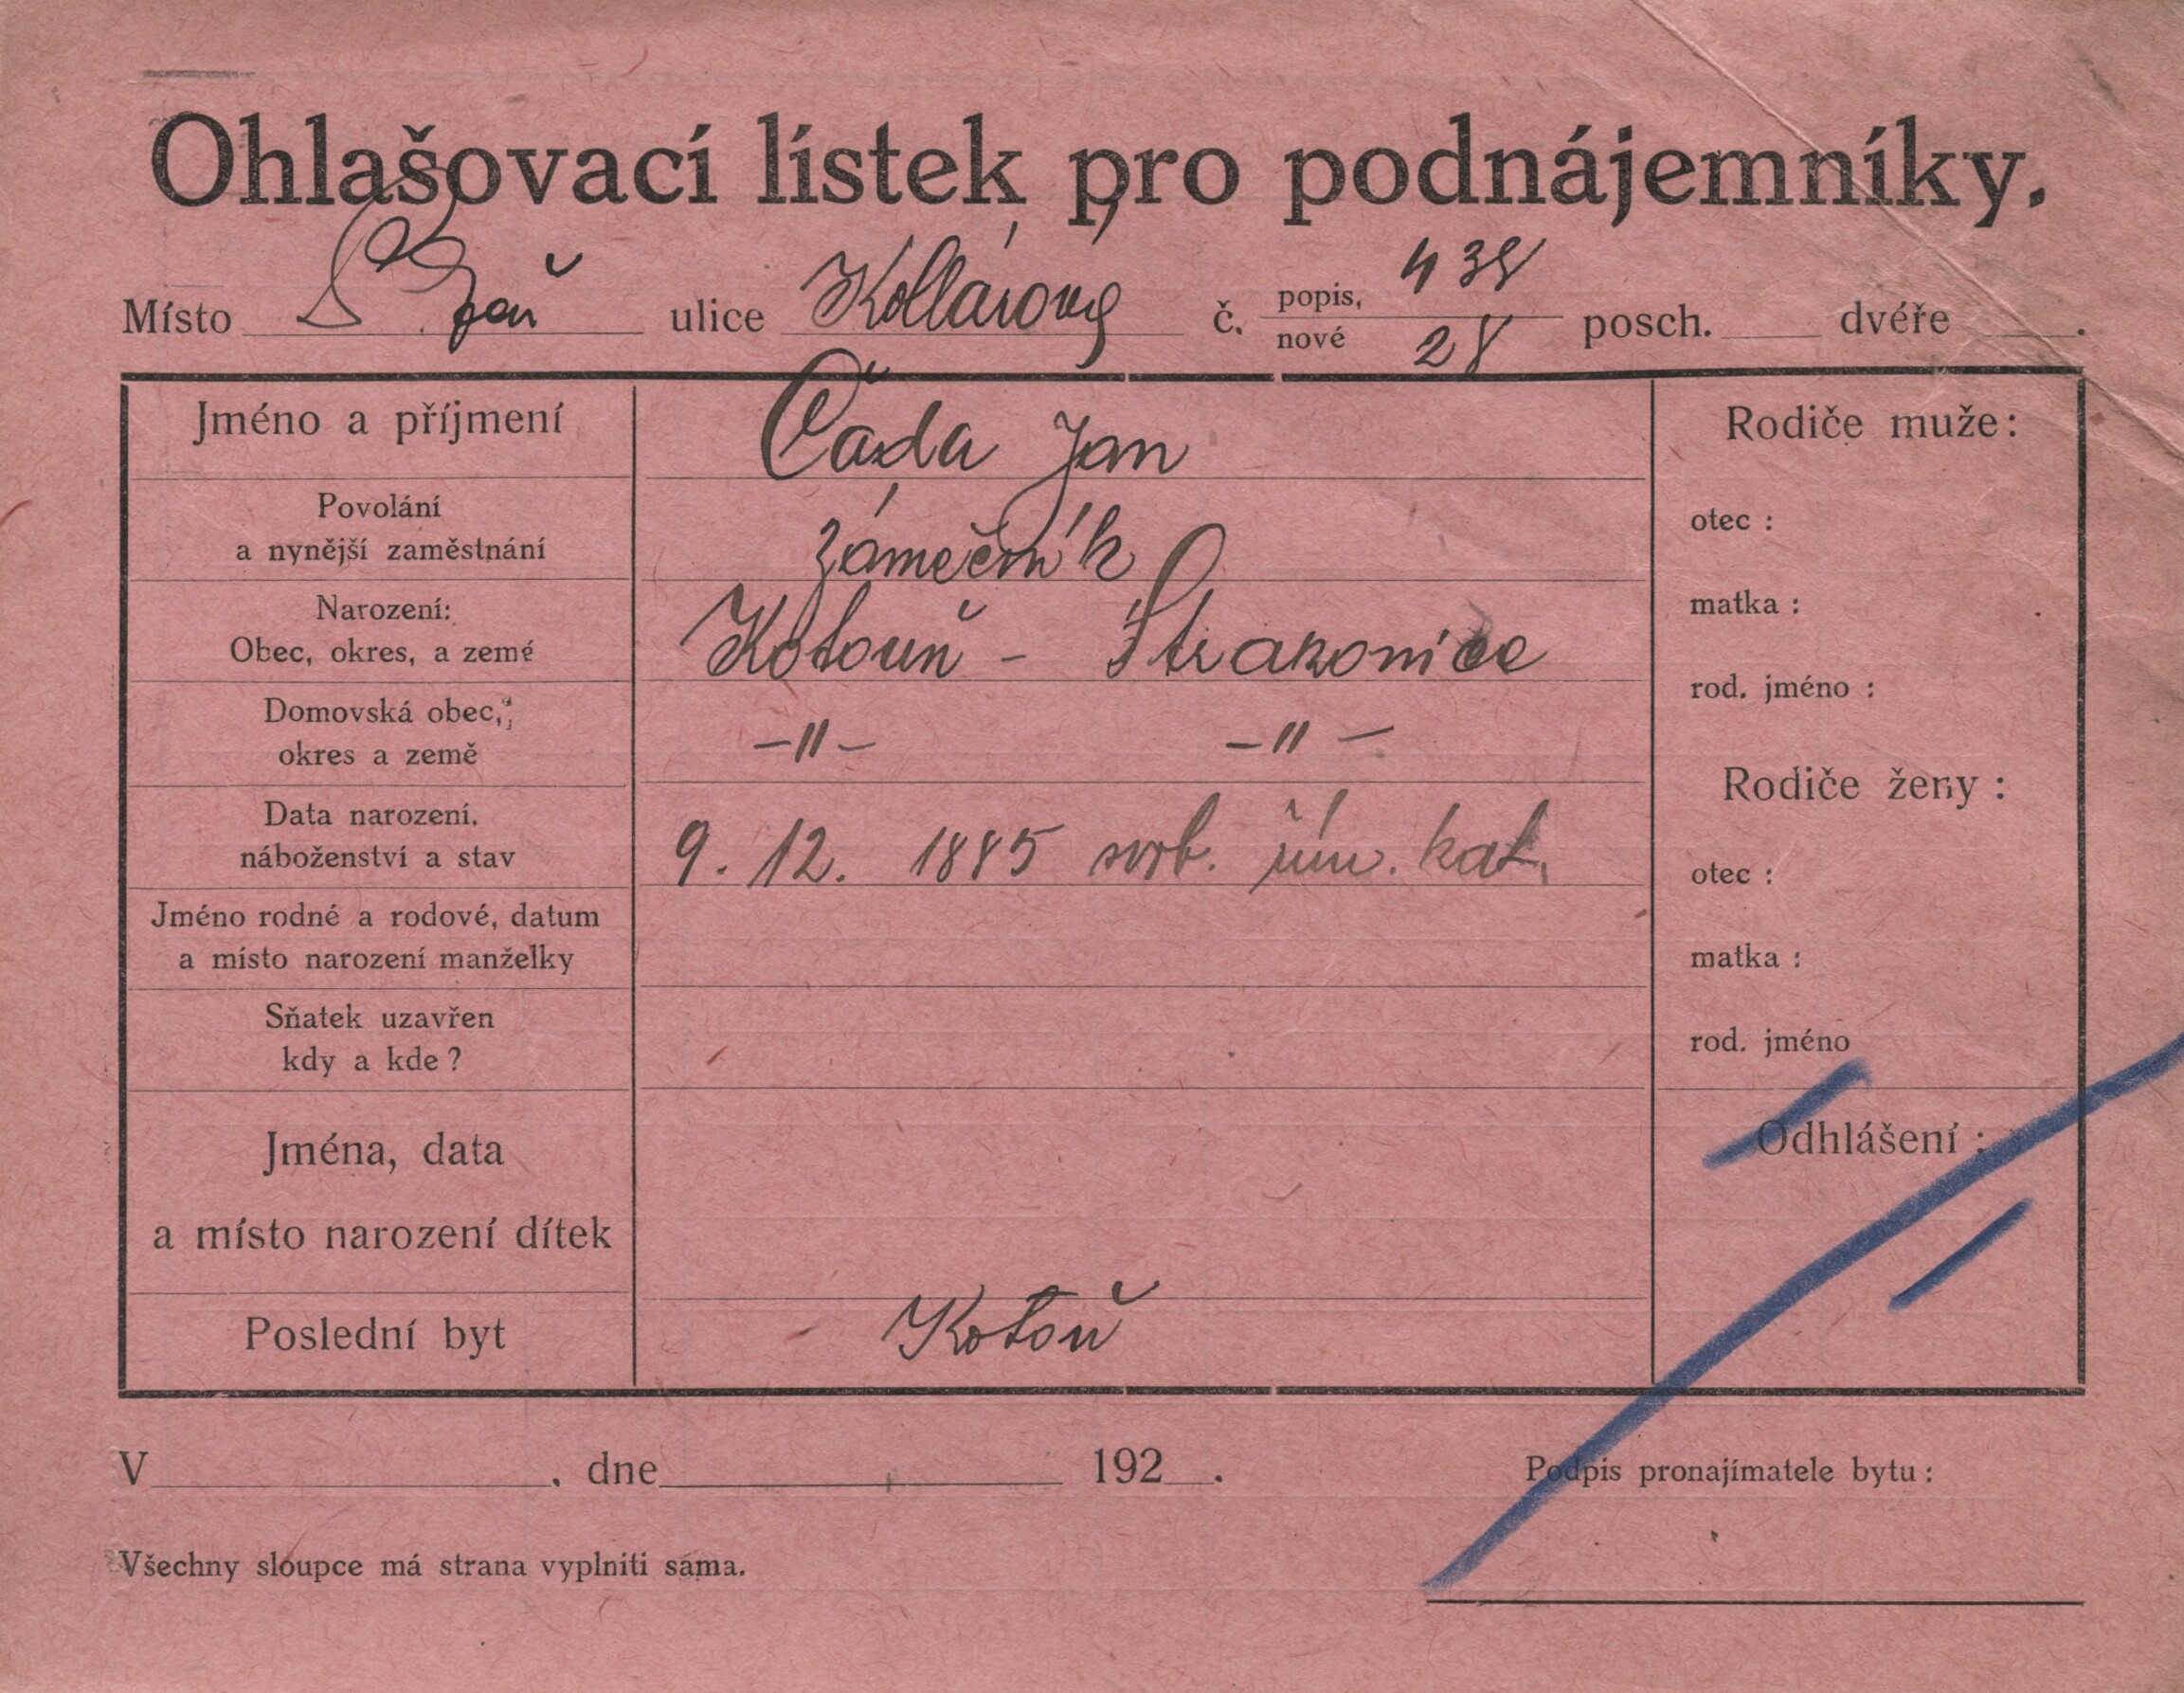 Ohlašovací lístek pro podnájemníky.
Místo Plzeň ulice Kollárova č. popis, 438 posch. dvéře .
nové 28
Jméno a příjmení Čada Jan Rodiče muže:
Povolání
a nynější zaměstnání zámečník otec :
Narození: matka :
Obec, okres, a země Kotouň - Strakonice
rod. jméno :
Domovská obec,
okres a země -"- -"-
Rodiče ženy :
Data narození,
náboženství a stav 9. 12. 1885 svob. řím. kat. otec :
Jméno rodné a rodové, datum
a místo narození manželky matka :
Sňatek uzavřen rod. jméno
kdy a kde ?
Jména, data Odhlášení :
a místo narození dítek
Poslední byt Kotoň
V , dne 192 . Podpis pronajímatele bytu :
Všechny sloupce má strana vyplniti sama.